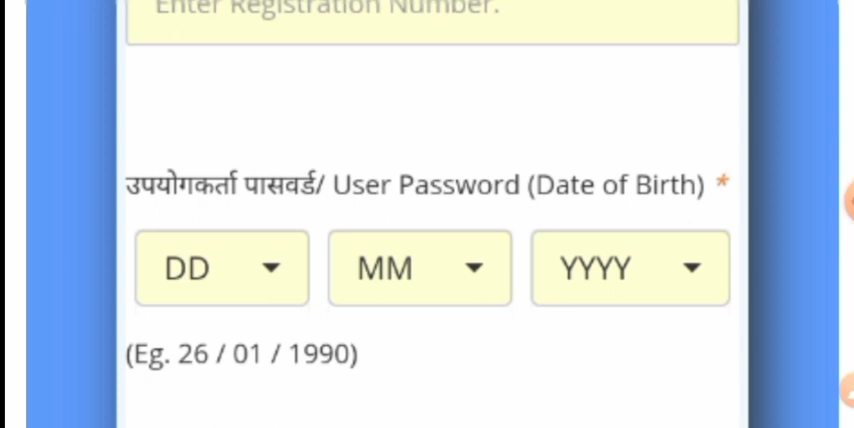 Enter Registration Number.
उपयोगकर्ता पासवर्ड/ User Password (Date of Birth) *
DD MM YYYY
(Eg. 26 / 01 / 1990)